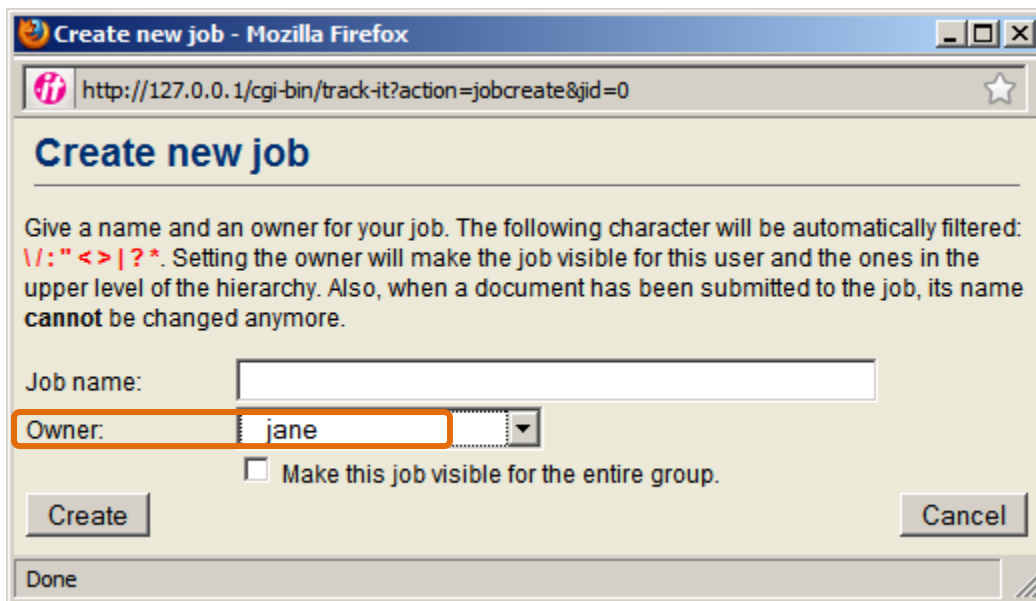 Create new job - Mozilla Firefox
it http://127.0.0.1/cgi-bin/track-it?action=jobcreate&jid=0
Create new job
Give a name and an owner for your job. The following character will be automatically filtered:
\ / : " < > | ? *. Setting the owner will make the job visible for this user and the ones in the
upper level of the hierarchy. Also, when a document has been submitted to the job, its name
cannot be changed anymore.
Job name:
Owner: jane
Make this job visible for the entire group.
Create Cancel
Done